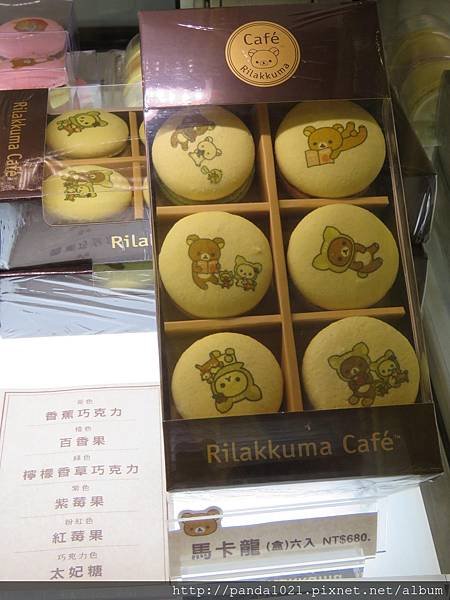 Café
Rilakkuma
Rilakkuma Café
Rila
Rilakkuma Café™
黃色
香蕉巧克力
橙色
百香果
綠色
檸檬香草巧克力
紫色
紫莓果
粉紅色
紅莓果
巧克力色
太妃糖
馬卡龍 (盒)六入 NT$680.
http://panda1021.pixnet.net/album